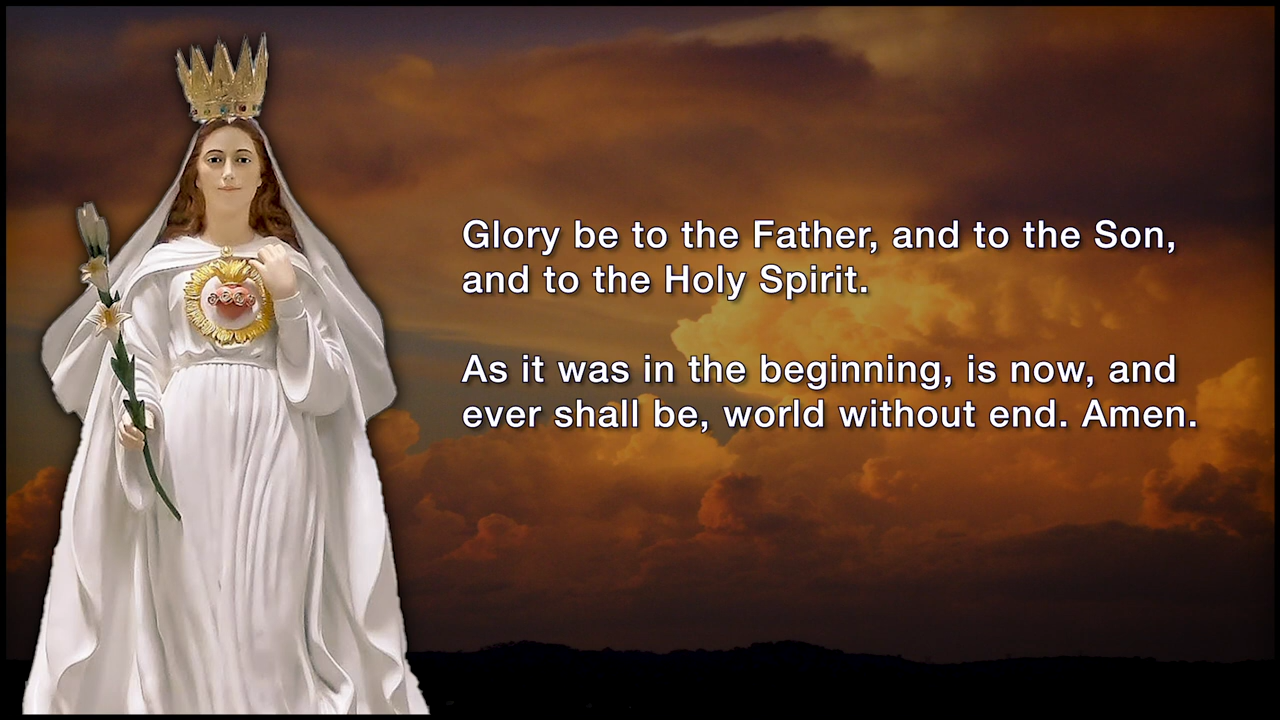 Glory be to the Father, and to the Son,
and to the Holy Spirit.
As it was in the beginning, is now, and
ever shall be, world without end. Amen.